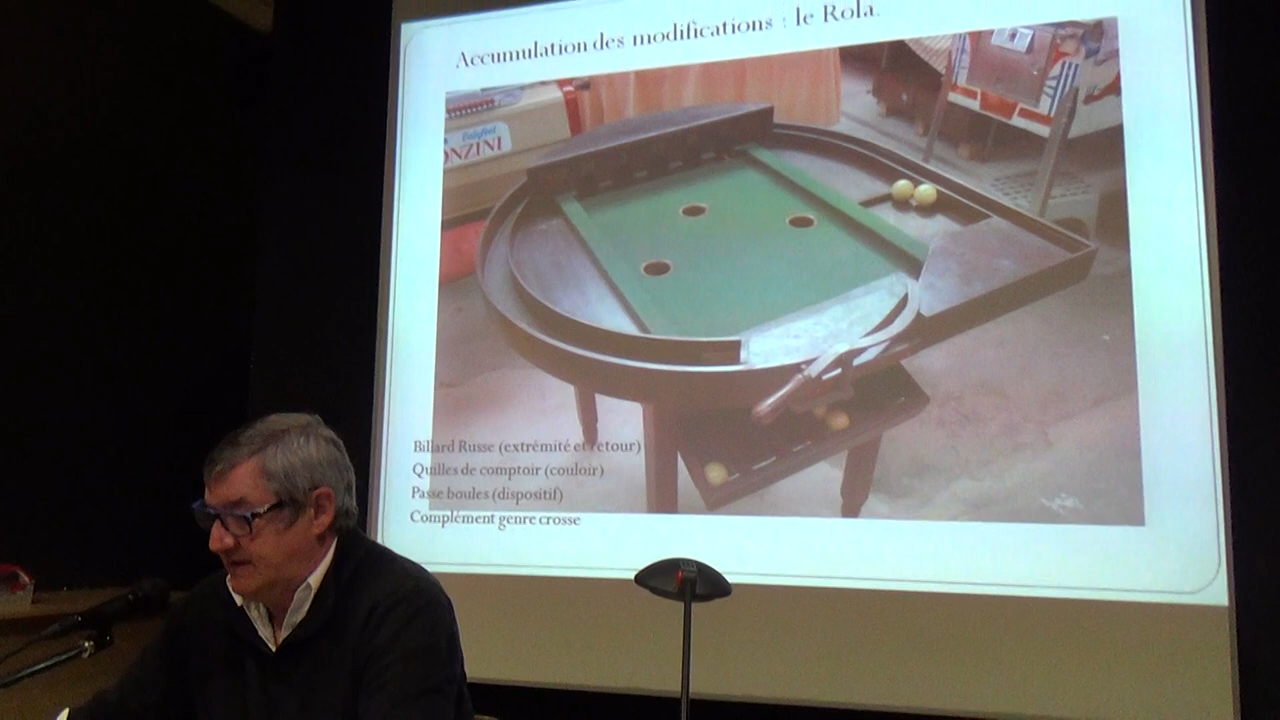 Accumulation des modifications : le Rola.
Babyfoot
ONZINI
Billard Russe (extrémité et retour)
Quilles de comptoir (couloir)
Passe boules (dispositif)
Complément genre crosse